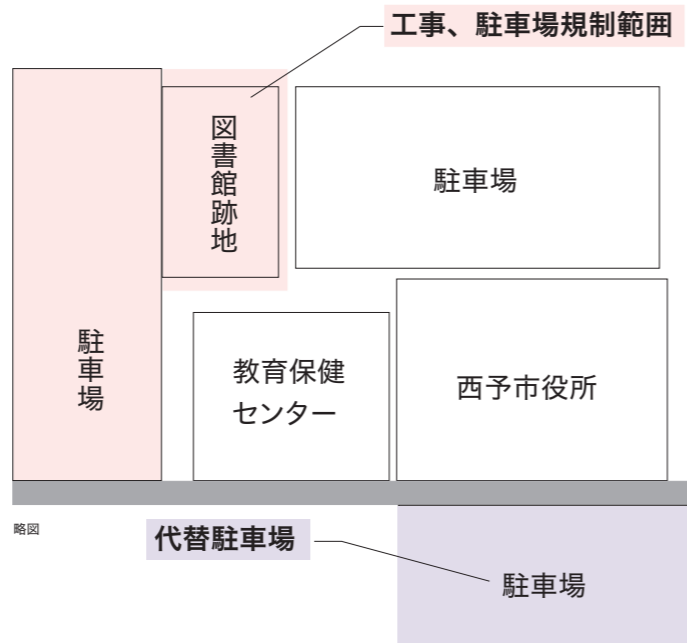 工事、駐車場規制範囲
図書館跡地
駐車場
駐車場
教育保健
センター
西予市役所
略図
代替駐車場
駐車場